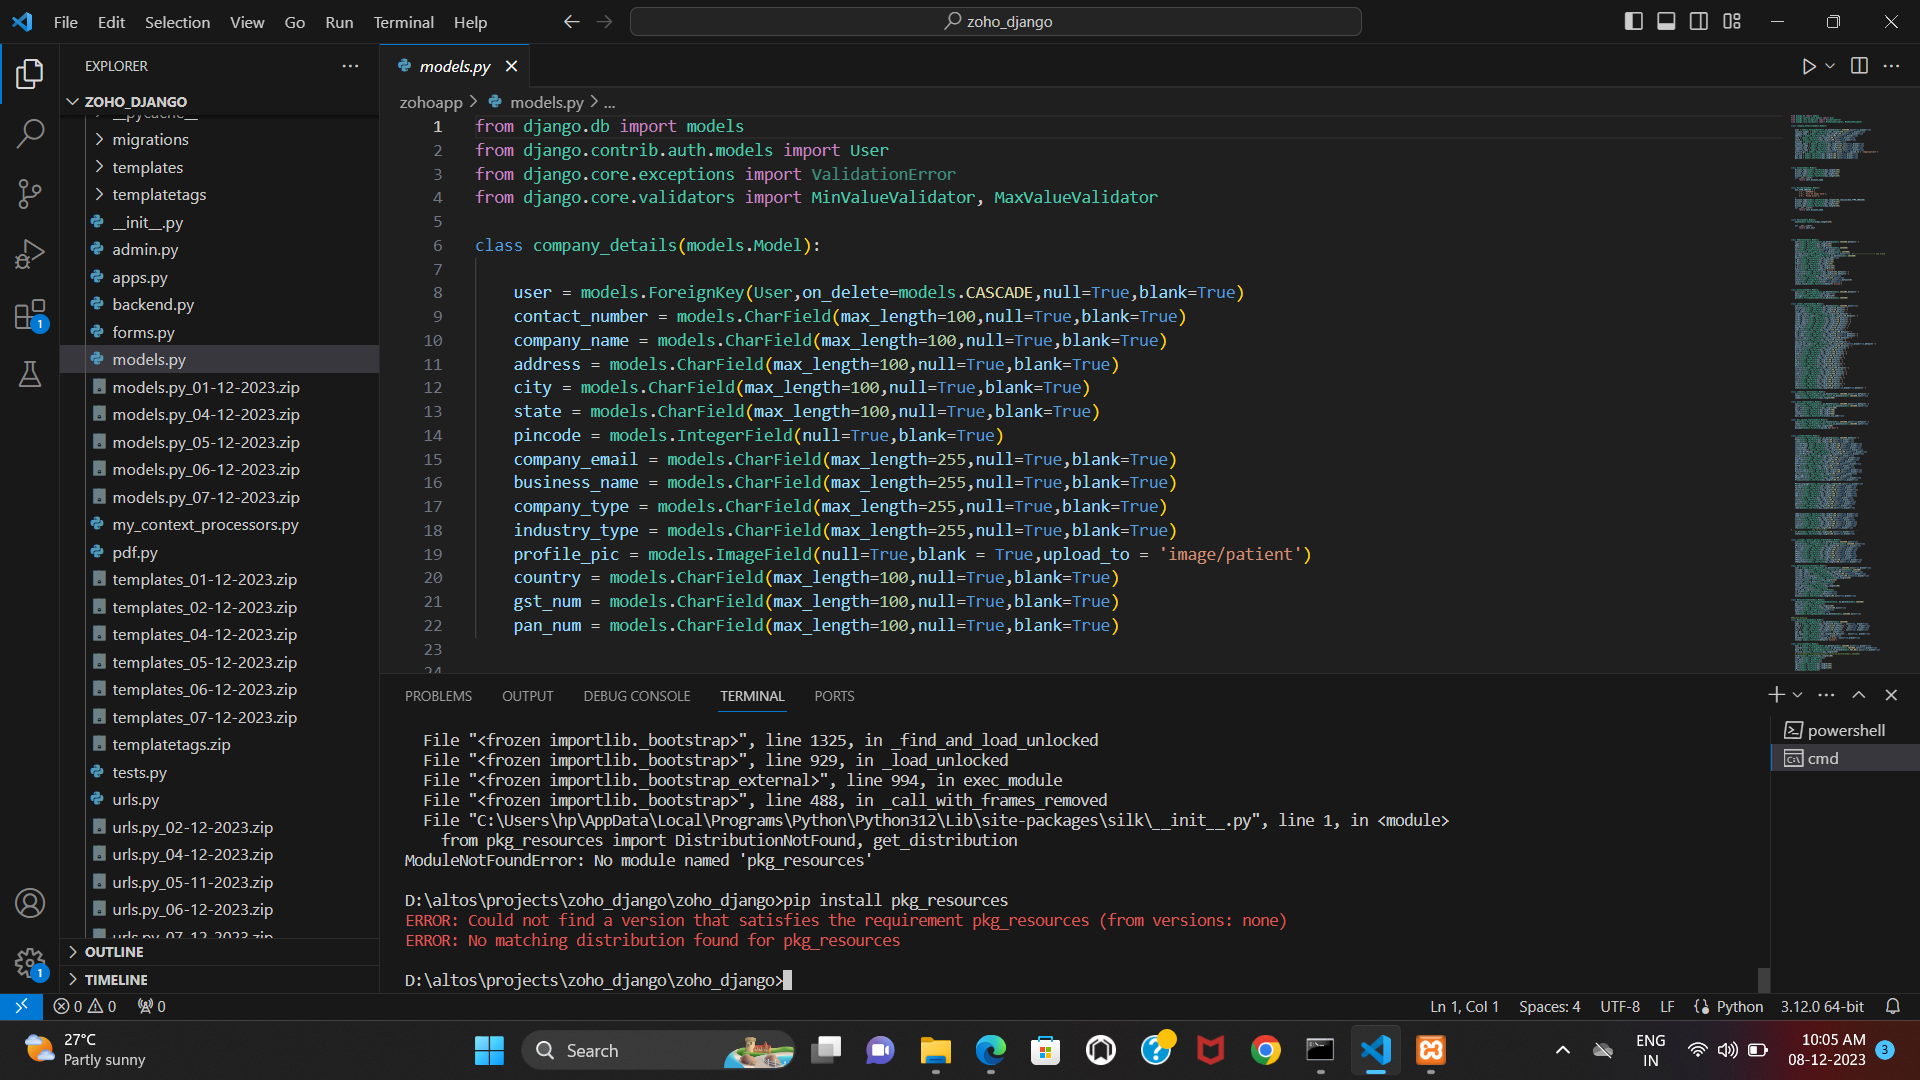 File Edit Selection View Go Run Terminal Help
zoho_django
EXPLORER
ZOHO_DJANGO
__pycache__
migrations
templates
templatetags
__init__.py
admin.py
apps.py
backend.py
forms.py
models.py
models.py_01-12-2023.zip
models.py_04-12-2023.zip
models.py_05-12-2023.zip
models.py_06-12-2023.zip
models.py_07-12-2023.zip
my_context_processors.py
pdf.py
templates_01-12-2023.zip
templates_02-12-2023.zip
templates_04-12-2023.zip
templates_05-12-2023.zip
templates_06-12-2023.zip
templates_07-12-2023.zip
templatetags.zip
tests.py
urls.py
urls.py_02-12-2023.zip
urls.py_04-12-2023.zip
urls.py_05-11-2023.zip
urls.py_06-12-2023.zip
urls.py_07-12-2023.zip
OUTLINE
TIMELINE
1
1
models.py
zohoapp > models.py > ...
1 from django.db import models
2 from django.contrib.auth.models import User
3 from django.core.exceptions import ValidationError
4 from django.core.validators import MinValueValidator, MaxValueValidator
5
6 class company_details(models.Model):
7
8 user = models.ForeignKey(User,on_delete=models.CASCADE,null=True,blank=True)
9 contact_number = models.CharField(max_length=100,null=True,blank=True)
10 company_name = models.CharField(max_length=100,null=True,blank=True)
11 address = models.CharField(max_length=100,null=True,blank=True)
12 city = models.CharField(max_length=100,null=True,blank=True)
13 state = models.CharField(max_length=100,null=True,blank=True)
14 pincode = models.IntegerField(null=True,blank=True)
15 company_email = models.CharField(max_length=255,null=True,blank=True)
16 business_name = models.CharField(max_length=255,null=True,blank=True)
17 company_type = models.CharField(max_length=255,null=True,blank=True)
18 industry_type = models.CharField(max_length=255,null=True,blank=True)
19 profile_pic = models.ImageField(null=True,blank = True,upload_to = 'image/patient')
20 country = models.CharField(max_length=100,null=True,blank=True)
21 gst_num = models.CharField(max_length=100,null=True,blank=True)
22 pan_num = models.CharField(max_length=100,null=True,blank=True)
23
24
PROBLEMS OUTPUT DEBUG CONSOLE TERMINAL PORTS
powershell
cmd
File "<frozen importlib._bootstrap>", line 1325, in _find_and_load_unlocked
File "<frozen importlib._bootstrap>", line 929, in _load_unlocked
File "<frozen importlib._bootstrap_external>", line 994, in exec_module
File "<frozen importlib._bootstrap>", line 488, in _call_with_frames_removed
File "C:\Users\hp\AppData\Local\Programs\Python\Python312\Lib\site-packages\silk\__init__.py", line 1, in <module>
from pkg_resources import DistributionNotFound, get_distribution
ModuleNotFoundError: No module named 'pkg_resources'
D:\altos\projects\zoho_django\zoho_django>pip install pkg_resources
ERROR: Could not find a version that satisfies the requirement pkg_resources (from versions: none)
ERROR: No matching distribution found for pkg_resources
D:\altos\projects\zoho_django\zoho_django>
0 0 0
Ln 1, Col 1 Spaces: 4 UTF-8 LF Python 3.12.0 64-bit
27°C
Partly sunny
Search
ENG
IN
10:05 AM
08-12-2023
3